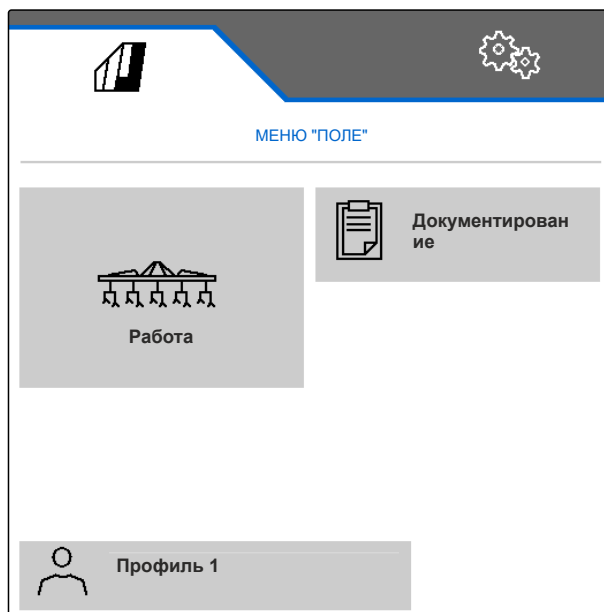 МЕНЮ "ПОЛЕ"
Документирован
ие
Работа
Профиль 1